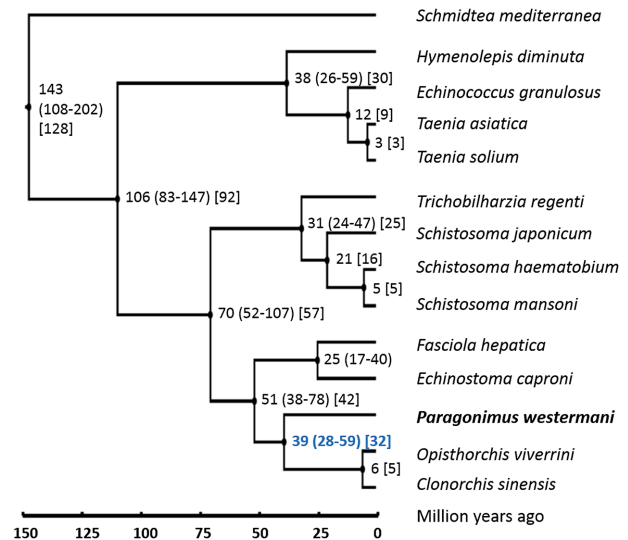 Schmidtea mediterranea
Hymenolepis diminuta
38 (26-59) [30]
143
(108-202)
[128]
Echinococcus granulosus
12 [9]
Taenia asiatica
3 [3]
Taenia solium
106 (83-147) [92]
Trichobilharzia regenti
31 (24-47) [25]
Schistosoma japonicum
21 [16]
Schistosoma haematobium
5 [5]
Schistosoma mansoni
70 (52-107) [57]
Fasciola hepatica
25 (17-40)
Echinostoma caproni
51 (38-78) [42]
Paragonimus westermani
39 (28-59) [32]
Opisthorchis viverrini
6 [5]
Clonorchis sinensis
Million years ago
150 125 100 75 50 25 0